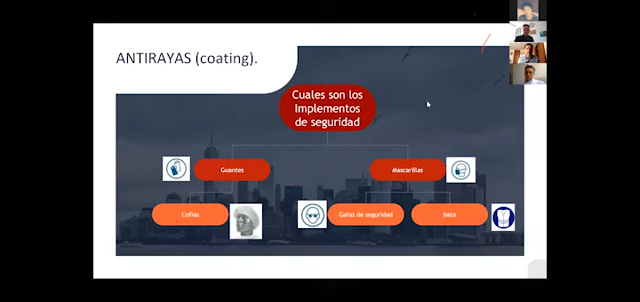 ANTIRAYAS (coating).
Cuales son los
Implementos
de seguridad
Guantes
Mascarillas
Cofias
Gafas de seguridad
bata